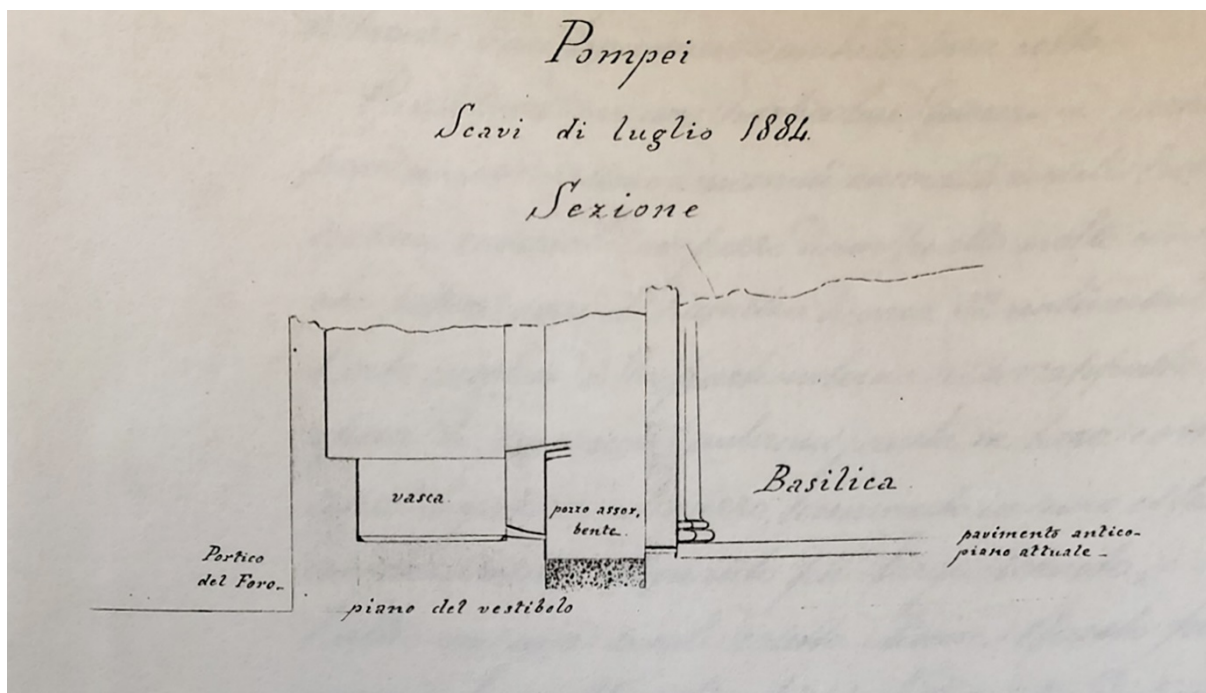 Pompei
Scavi di luglio 1884.
Sezione
vasca
pozzo assor,
bente.
Basilica
pavimento antico-
piano attuale -
Portico
del Foro-
piano del vestibolo